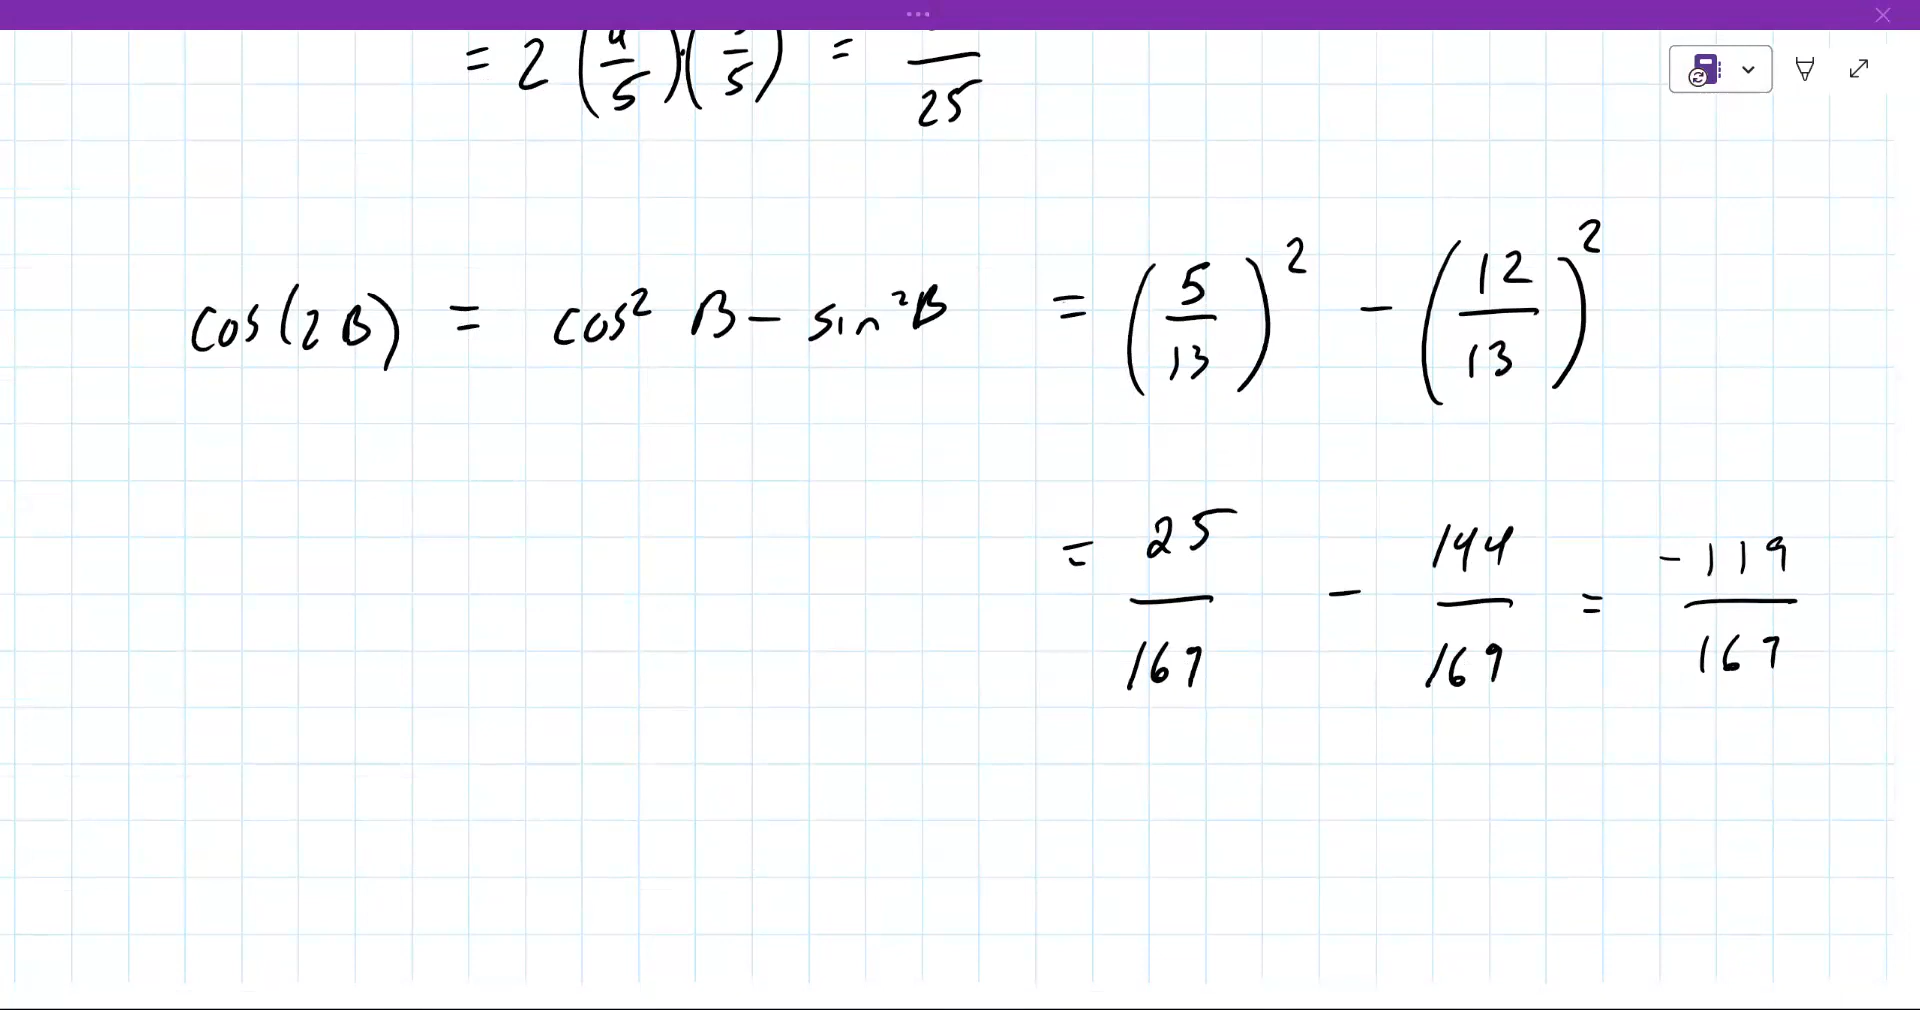 = 2 (4/5)(3/5) = /25
cos(2B) = cos² B - sin²B = (5/13)² - (12/13)²
= 25/169 - 144/169 = -119/169